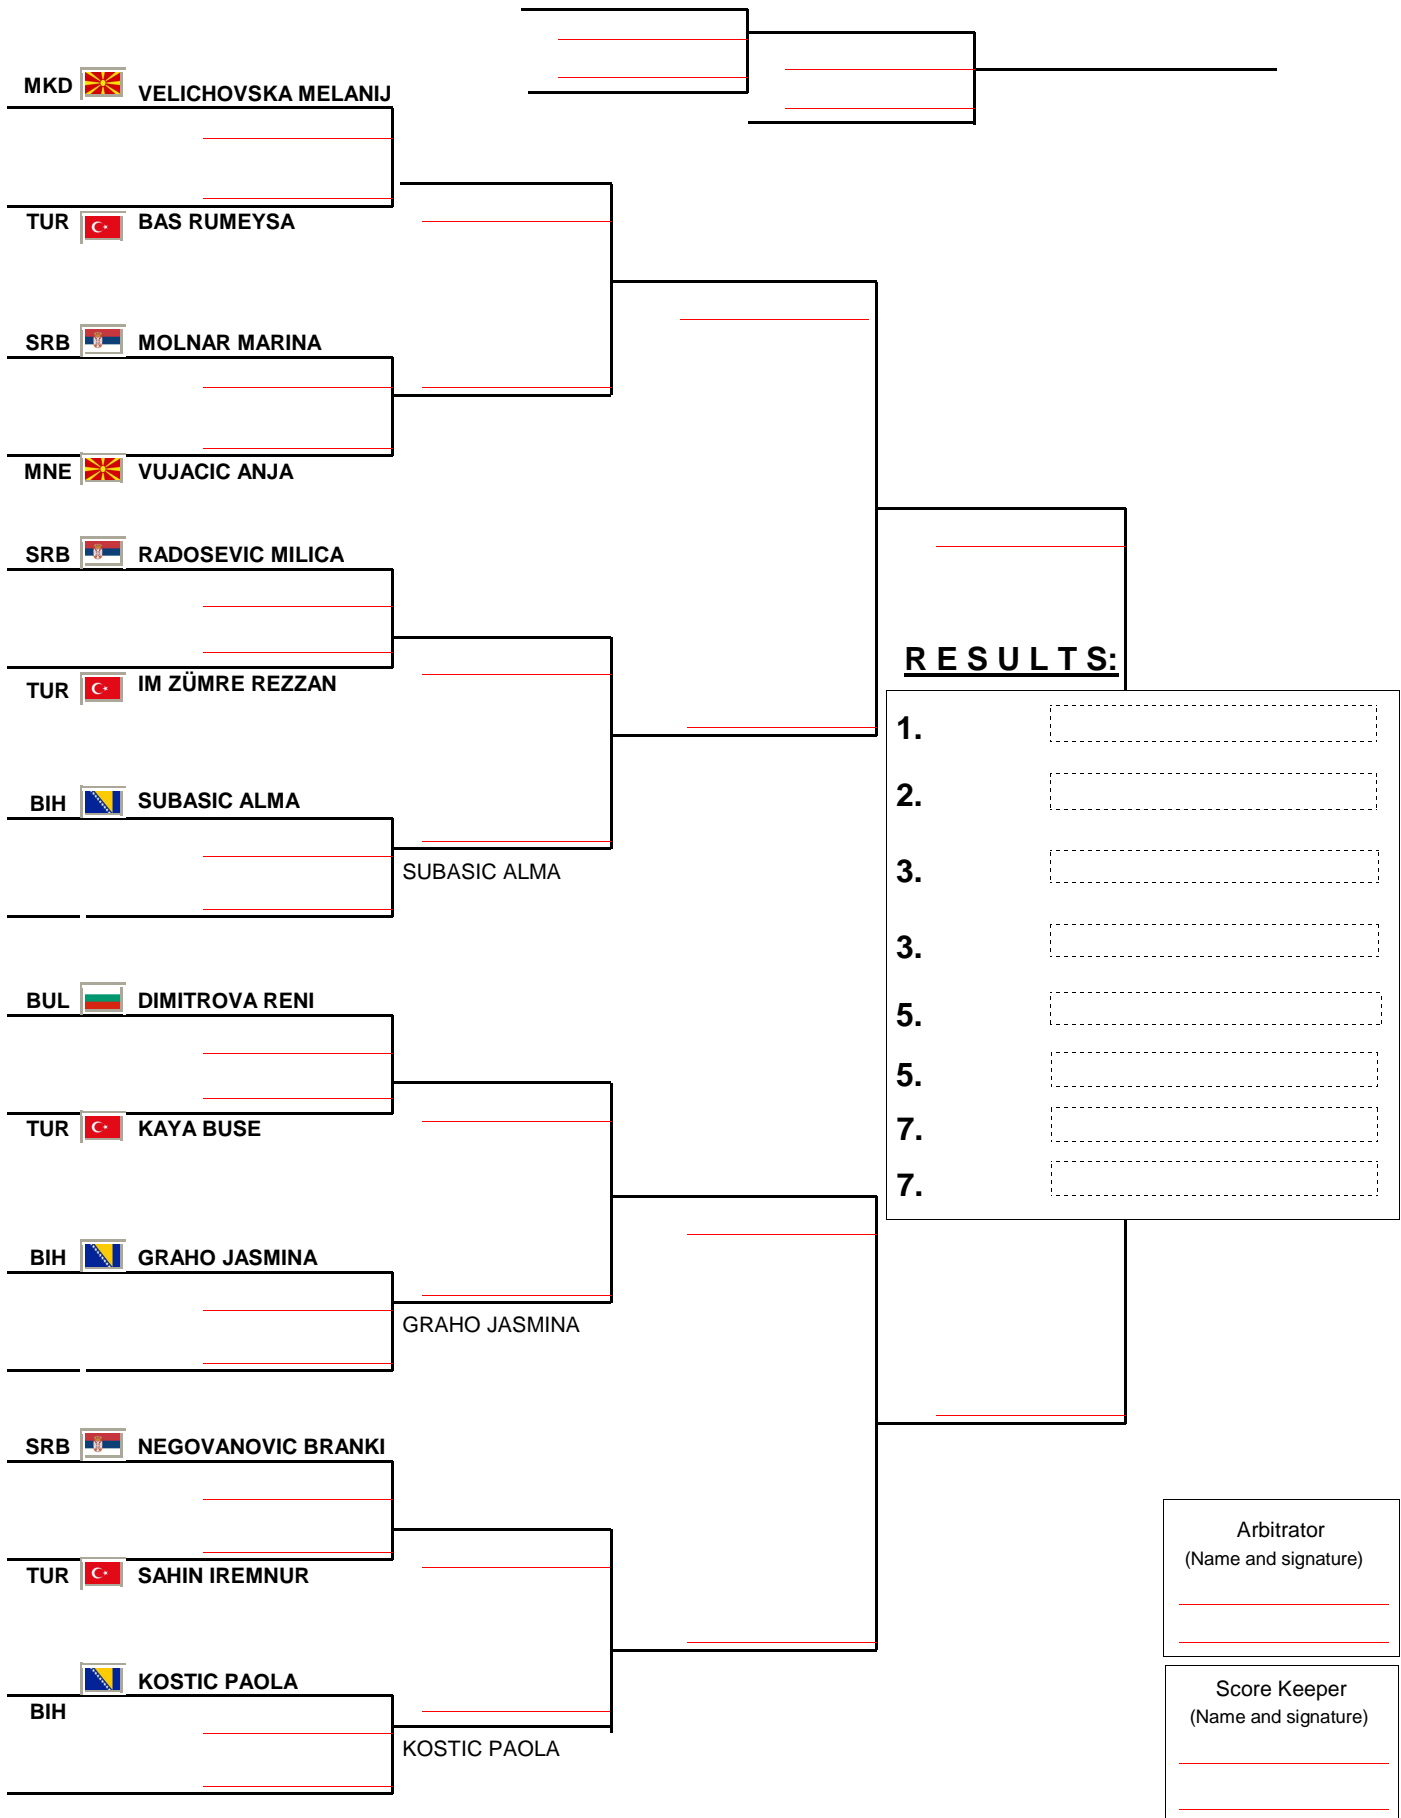 MKD VELICHOVSKA MELANIJ
TUR BAS RUMEYSA
SRB MOLNAR MARINA
MNE VUJACIC ANJA
SRB RADOSEVIC MILICA
TUR IM ZÜMRE REZZAN
BIH SUBASIC ALMA
SUBASIC ALMA
BUL DIMITROVA RENI
TUR KAYA BUSE
BIH GRAHO JASMINA
GRAHO JASMINA
SRB NEGOVANOVIC BRANKI
TUR SAHIN IREMNUR
KOSTIC PAOLA
BIH
KOSTIC PAOLA
R E S U L T S:
1.
2.
3.
3.
5.
5.
7.
7.
Arbitrator
(Name and signature)
Score Keeper
(Name and signature)